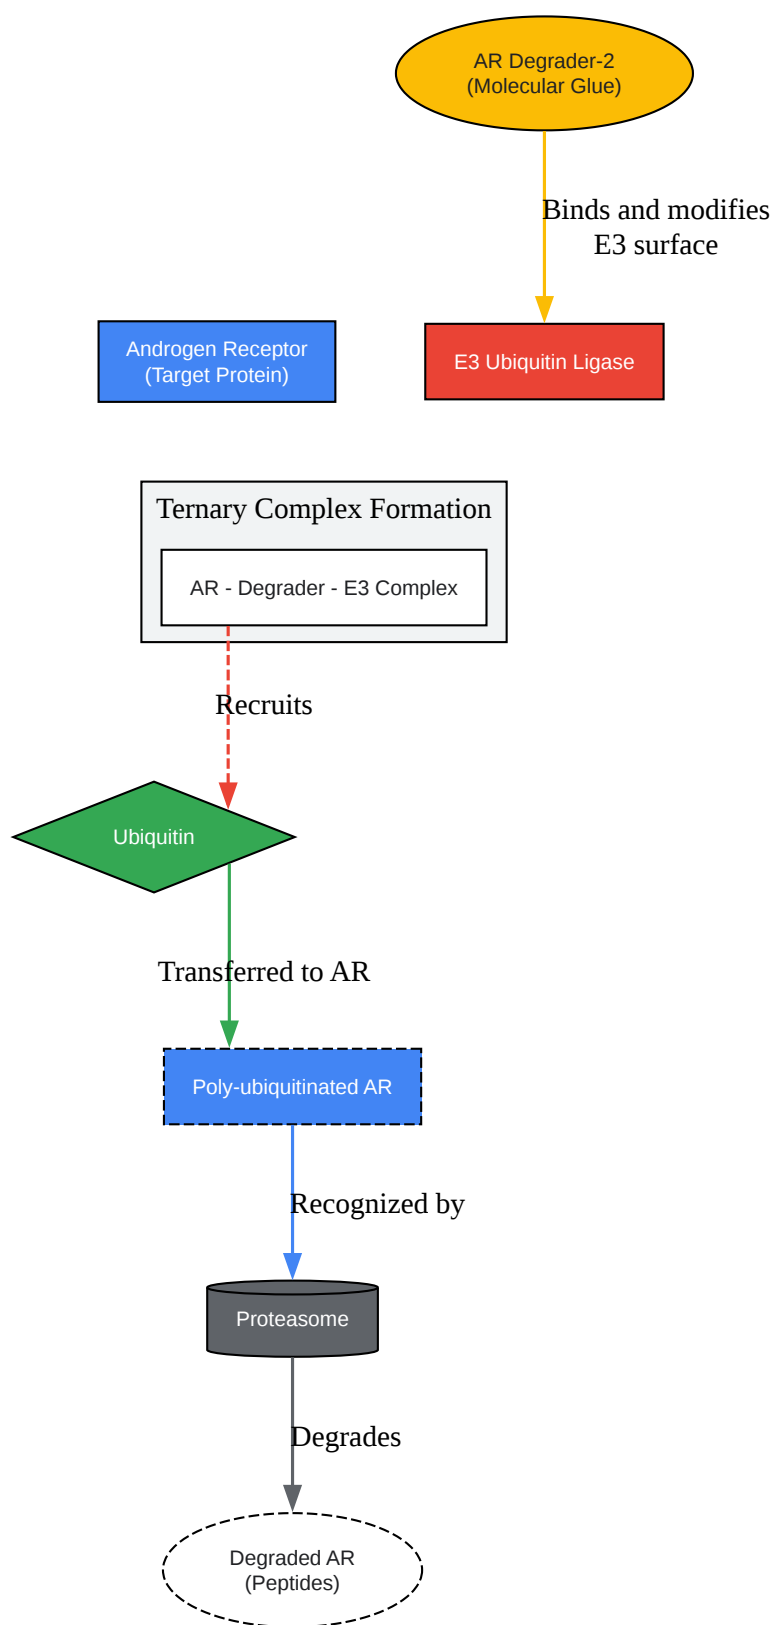 AR Degrader-2
(Molecular Glue)
Binds and modifies
E3 surface
Androgen Receptor
(Target Protein)
E3 Ubiquitin Ligase
Ternary Complex Formation
AR - Degrader - E3 Complex
Recruits
Ubiquitin
Transferred to AR
Poly-ubiquitinated AR
Recognized by
Proteasome
Degrades
Degraded AR
(Peptides)